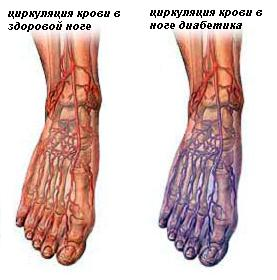 циркуляция крови в
здоровой ноге
циркуляция крови в
ноге диабетика